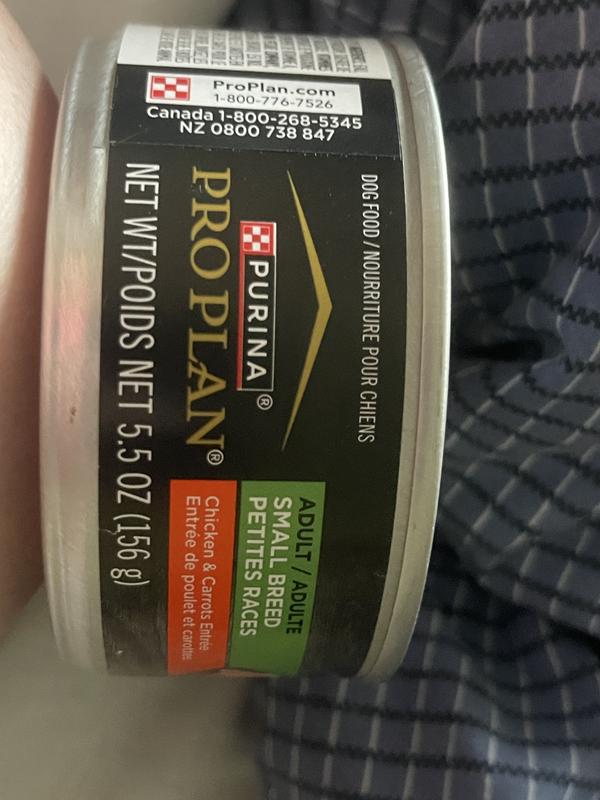 ProPlan.com
1-800-776-7526
Canada 1-800-268-5345
NZ 0800 738 847
DOG FOOD / NOURRITURE POUR CHIENS
PURINA®
PRO PLAN®
NET WT/POIDS NET 5.5 OZ (156 g)
ADULT / ADULTE
SMALL BREED
PETITES RACES
Chicken & Carrots Entrée
Entrée de poulet et carottes